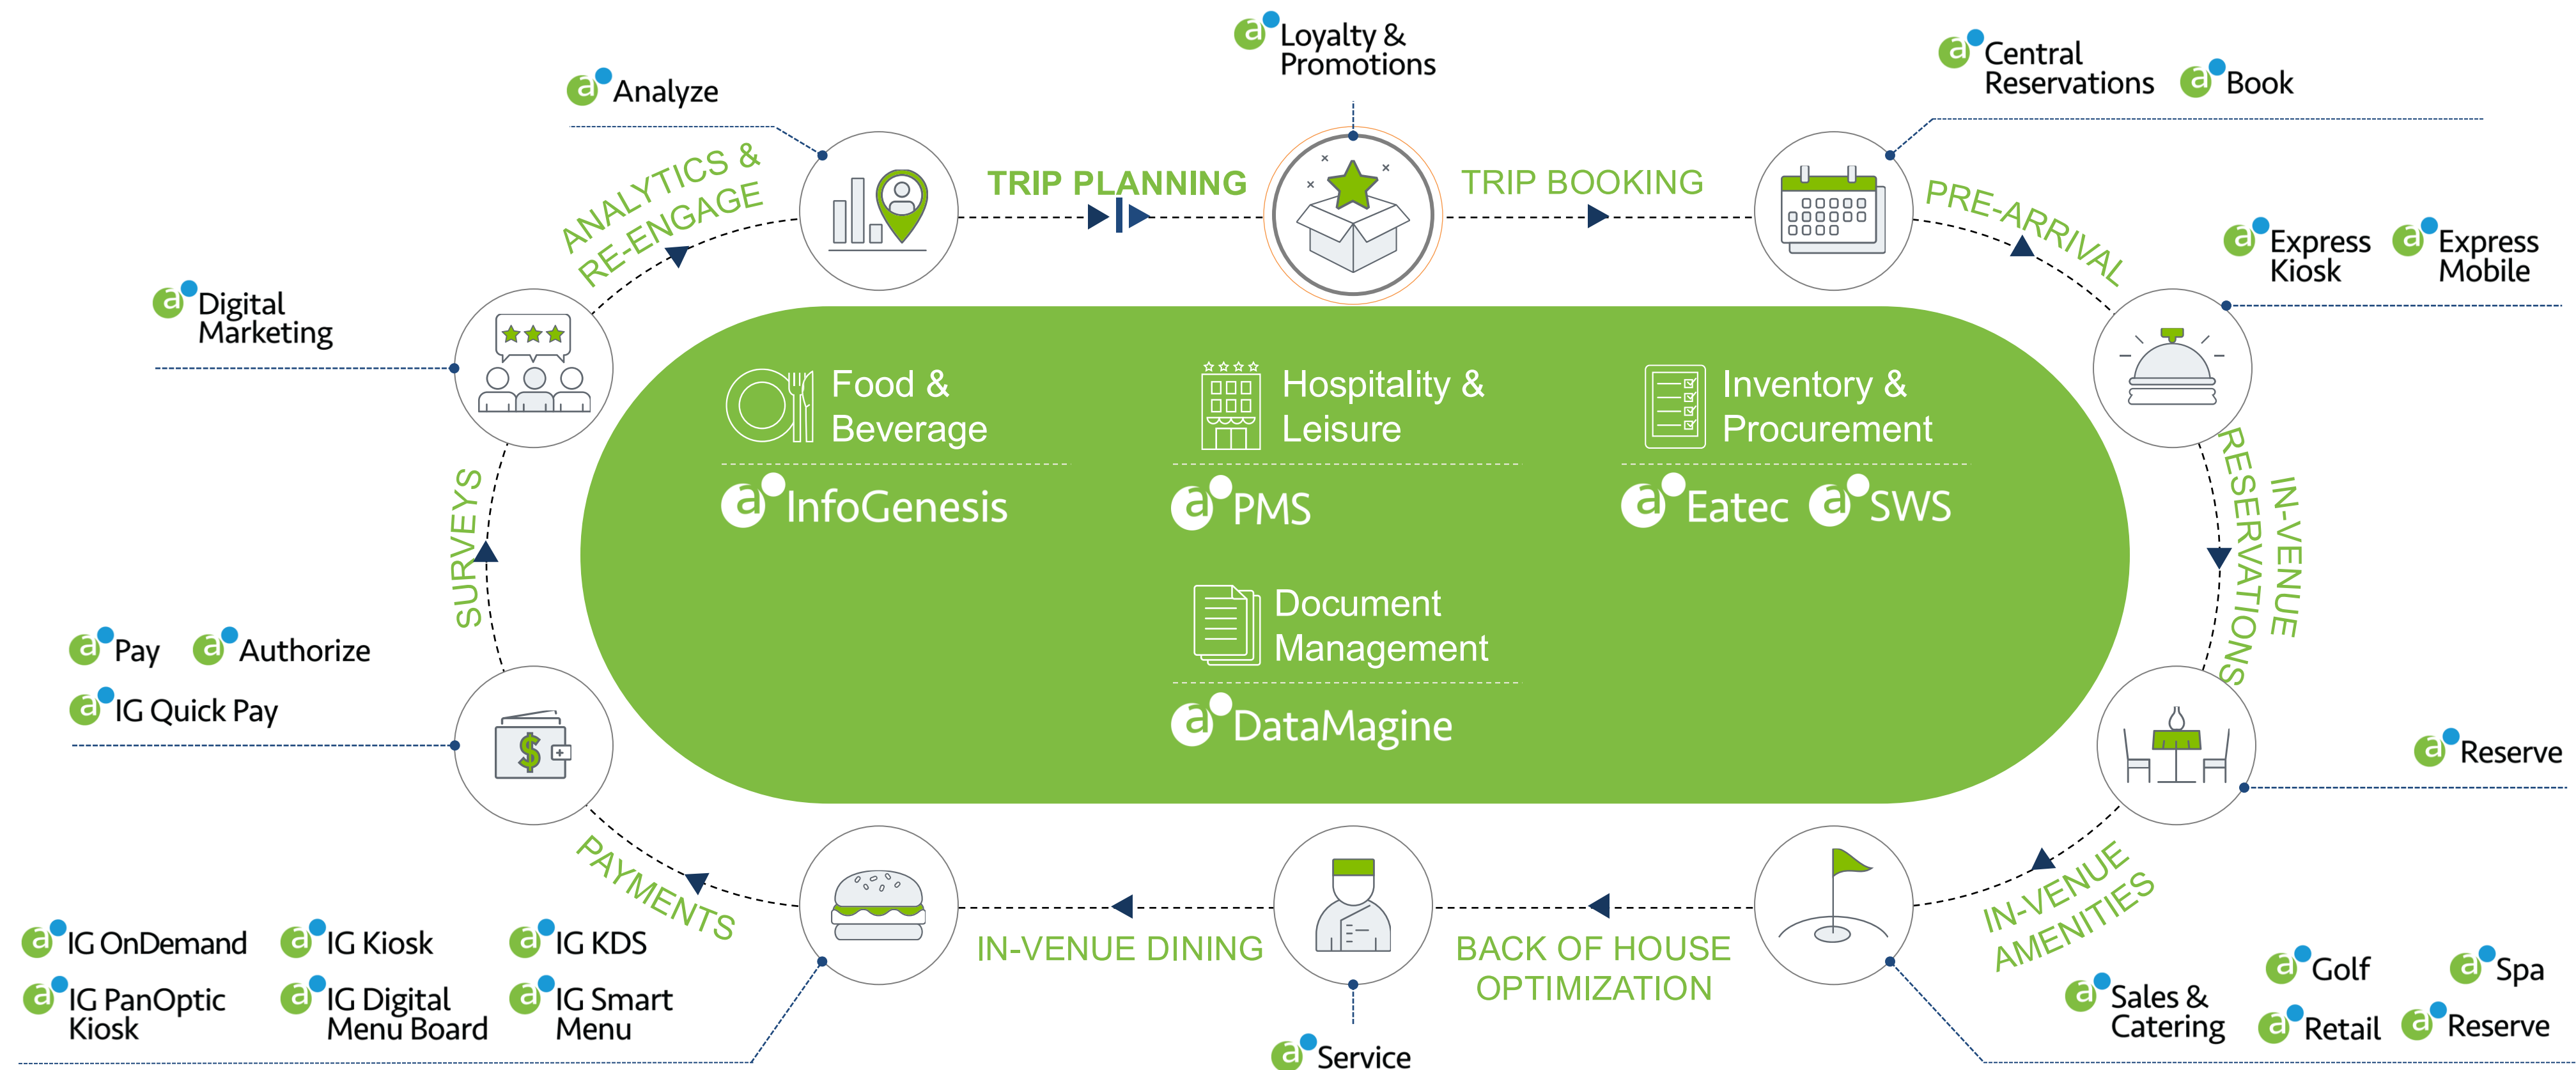 a Loyalty &
Promotions
a Central
Reservations
a Book
a Analyze
TRIP PLANNING
TRIP BOOKING
ANALYTICS &
RE-ENGAGE
PRE-ARRIVAL
a Express
Kiosk
a Express
Mobile
a Digital
Marketing
Food &
Beverage
a InfoGenesis
Hospitality &
Leisure
a PMS
Inventory &
Procurement
a Eatec
a SWS
Document
Management
a DataMagine
IN-VENUE
RESERVATIONS
SURVEYS
a Pay
a Authorize
a IG Quick Pay
$
a Reserve
PAYMENTS
IN-VENUE DINING
BACK OF HOUSE
OPTIMIZATION
IN-VENUE
AMENITIES
a IG OnDemand
a IG Kiosk
a IG KDS
a IG PanOptic
Kiosk
a IG Digital
Menu Board
a IG Smart
Menu
a Service
a Sales &
Catering
a Golf
a Spa
a Retail
a Reserve